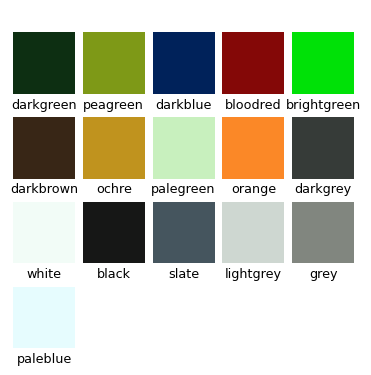 darkgreen peagreen darkblue bloodred brightgreen
darkbrown ochre palegreen orange darkgrey
white black slate lightgrey grey
paleblue